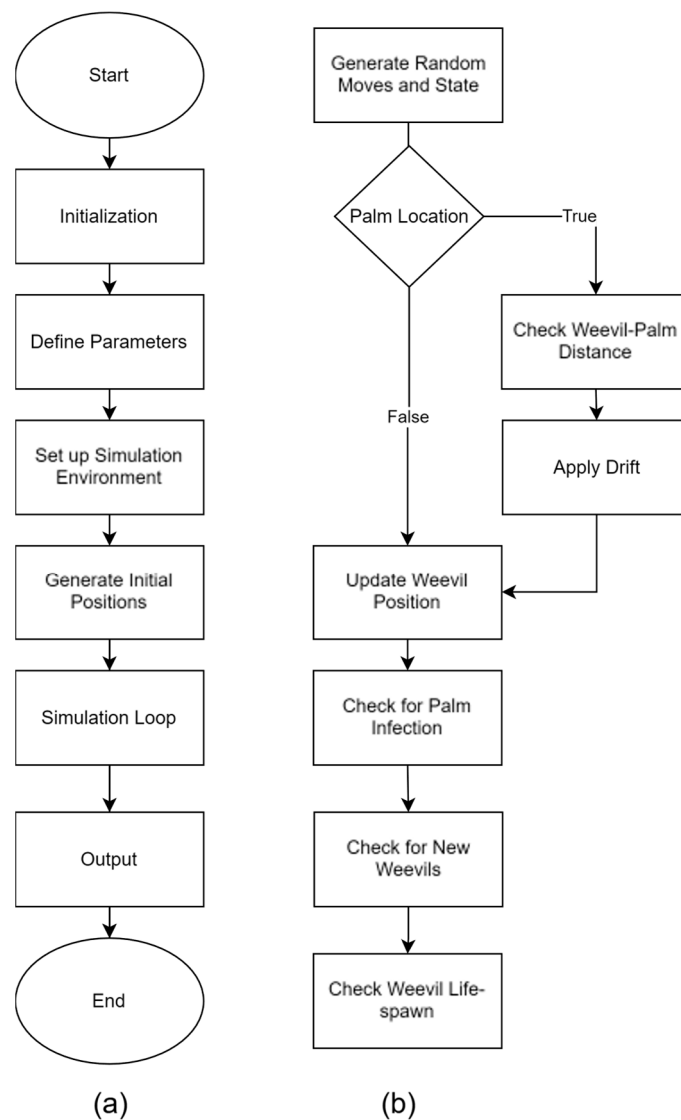 Start
Initialization
Define Parameters
Set up Simulation
Environment
Generate Initial
Positions
Simulation Loop
Output
End
(a)
Generate Random
Moves and State
Palm Location
True
Check Weevil-Palm
Distance
Apply Drift
False
Update Weevil
Position
Check for Palm
Infection
Check for New
Weevils
Check Weevil Life-
spawn
(b)